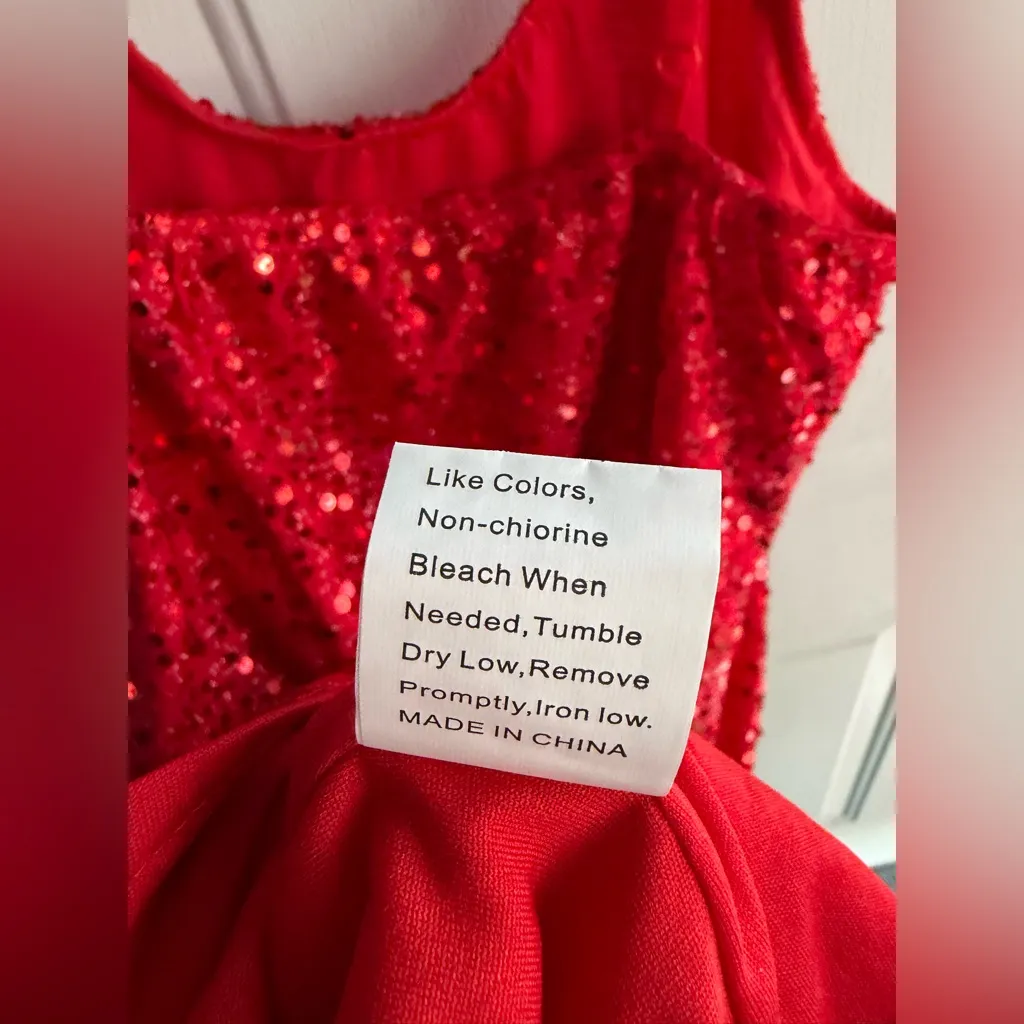 Like Colors,
Non-chiorine
Bleach When
Needed,Tumble
Dry Low,Remove
Promptly,Iron low.
MADE IN CHINA